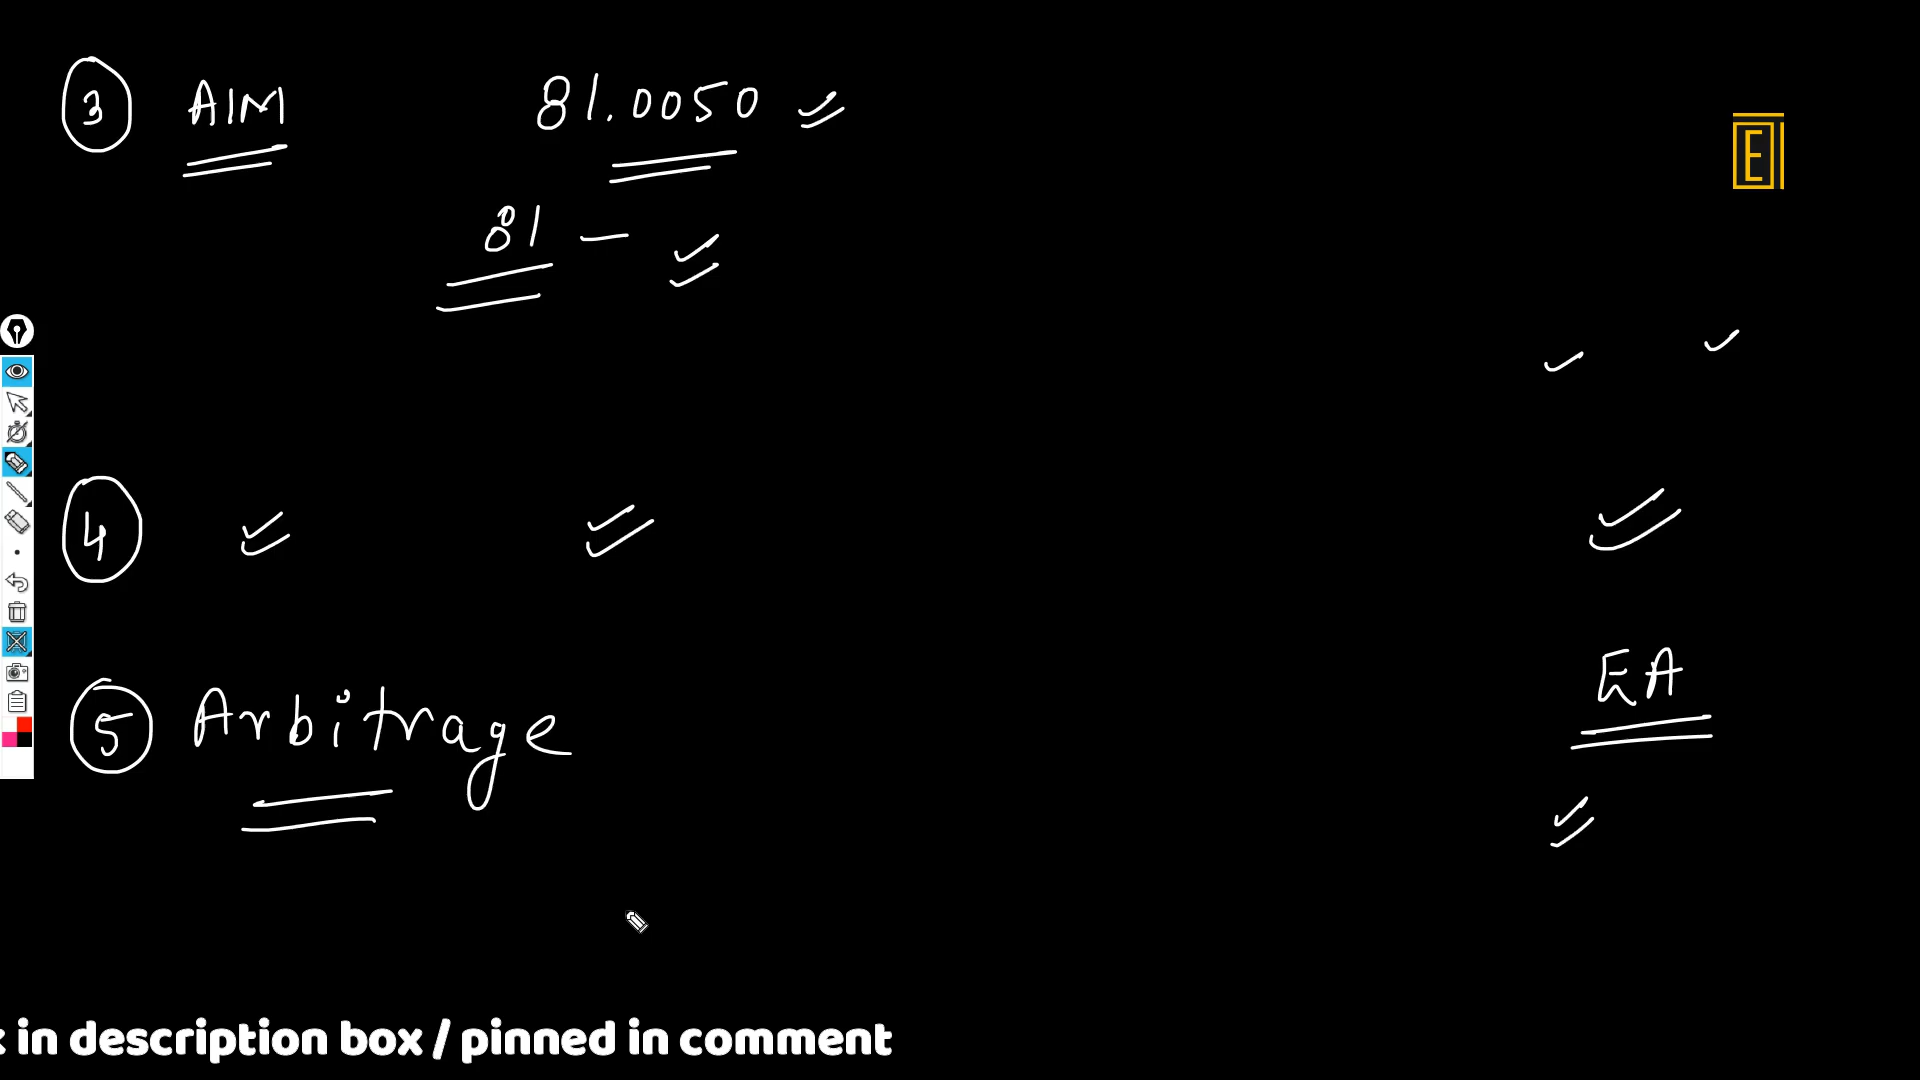 3 AIM 81.0050
81 -
4
5 Arbitrage
EA
E
in description box / pinned in comment